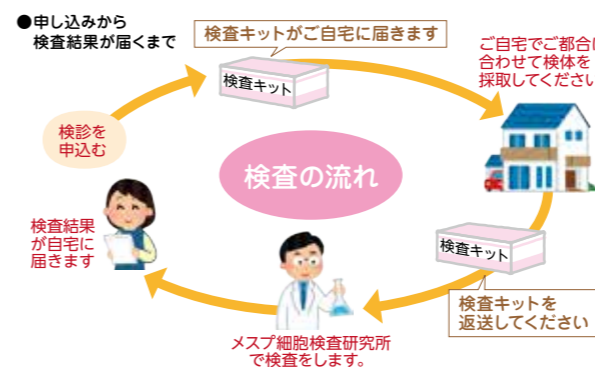 ●申し込みから
検査結果が届くまで
検査キットがご自宅に届きます
検査キット
ご自宅でご都合に
合わせて検体を
採取してください
検診を
申込む
検査の流れ
検査キット
検査キットを
返送してください
メスプ細胞検査研究所
で検査をします。
検査結果
が自宅に
届きます